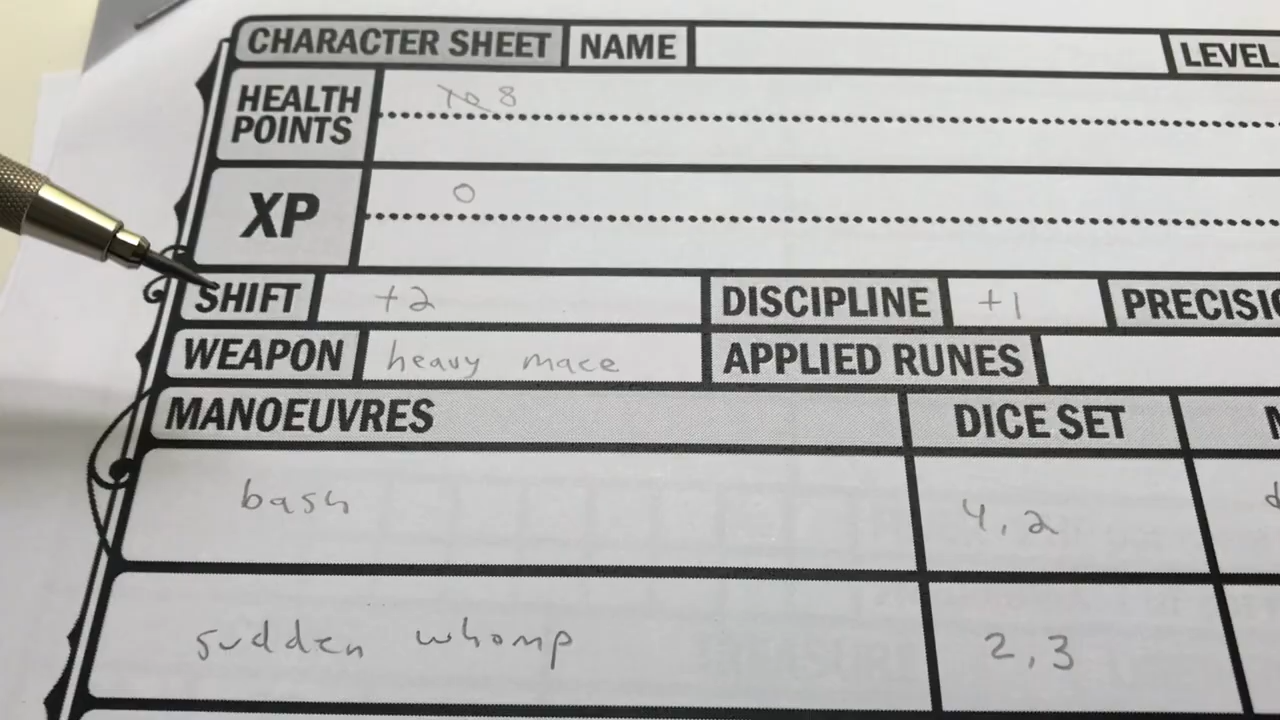 CHARACTER SHEET NAME LEVEL
HEALTH POINTS 10 8
XP 0
SHIFT +2 DISCIPLINE +1
WEAPON heavy mace APPLIED RUNES
MANOEUVRES DICE SET
bash 4,2
sudden whomp 2,3